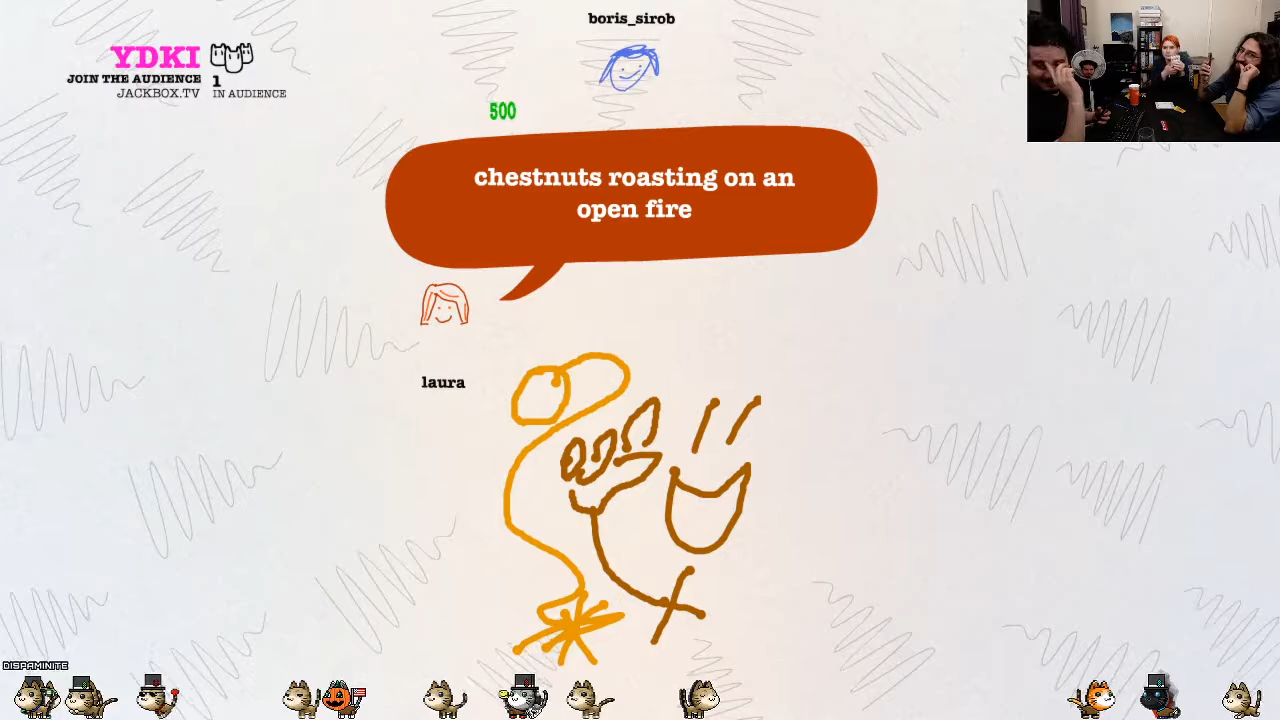 boris_sirob
YDKI
JOIN THE AUDIENCE
JACKBOX.TV
1
IN AUDIENCE
500
chestnuts roasting on an
open fire
laura
DISPAMINITE